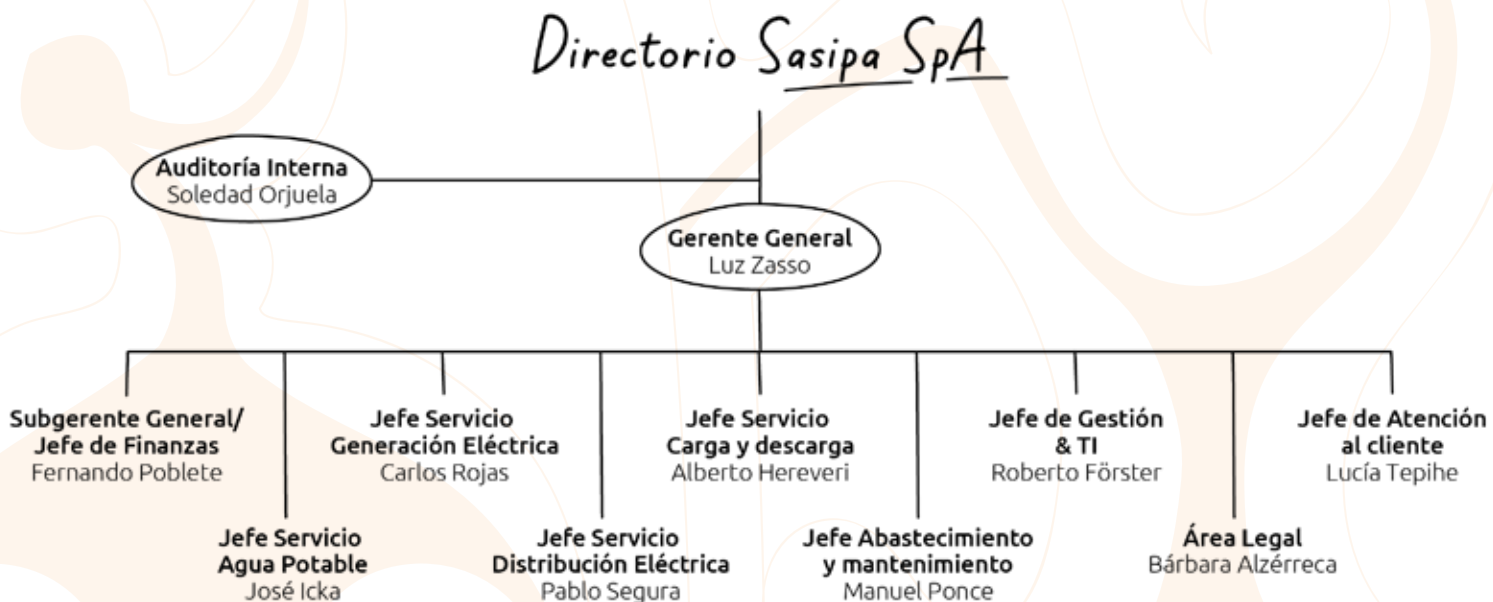 Directorio Sasipa SpA
Auditoría Interna
Soledad Orjuela
Gerente General
Luz Zasso
Subgerente General/
Jefe de Finanzas
Fernando Poblete
Jefe Servicio
Generación Eléctrica
Carlos Rojas
Jefe Servicio
Carga y descarga
Alberto Hereveri
Jefe de Gestión
& TI
Roberto Förster
Jefe de Atención
al cliente
Lucía Tepihe
Jefe Servicio
Agua Potable
José Icka
Jefe Servicio
Distribución Eléctrica
Pablo Segura
Jefe Abastecimiento
y mantenimiento
Manuel Ponce
Área Legal
Bárbara Alzérreca